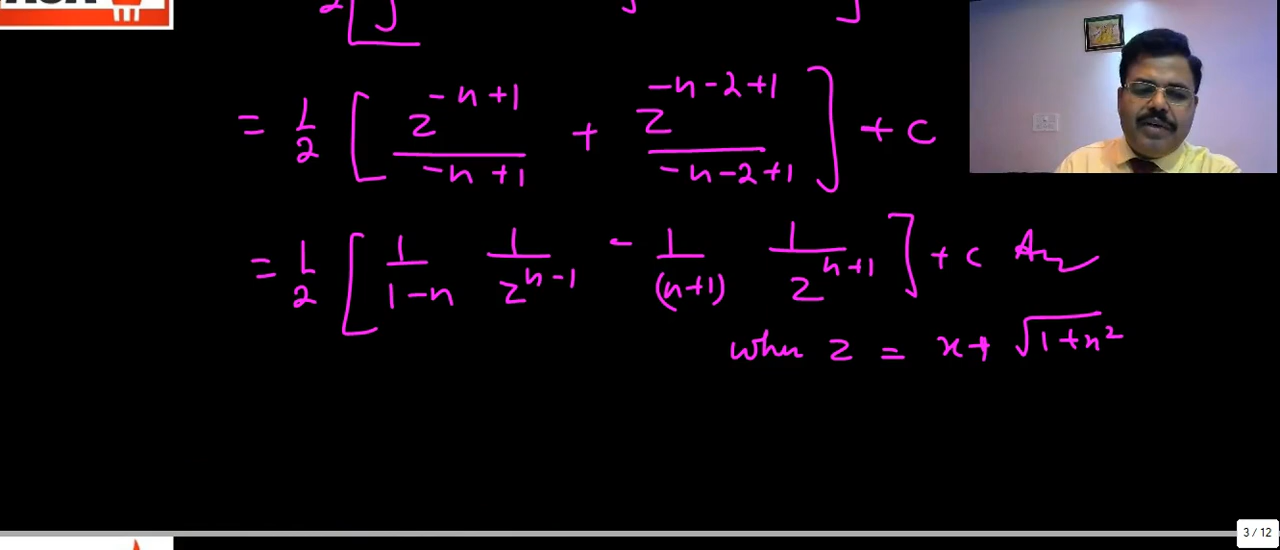 = 1/2 [ z^{-n+1}/(-n+1) + z^{-n-2+1}/(-n-2+1) ] + c
= 1/2 [ 1/(1-n) 1/z^{n-1} - 1/(n+1) 1/z^{n+1} ] + c Ans
when z = x + √(1+x²)
3 / 12